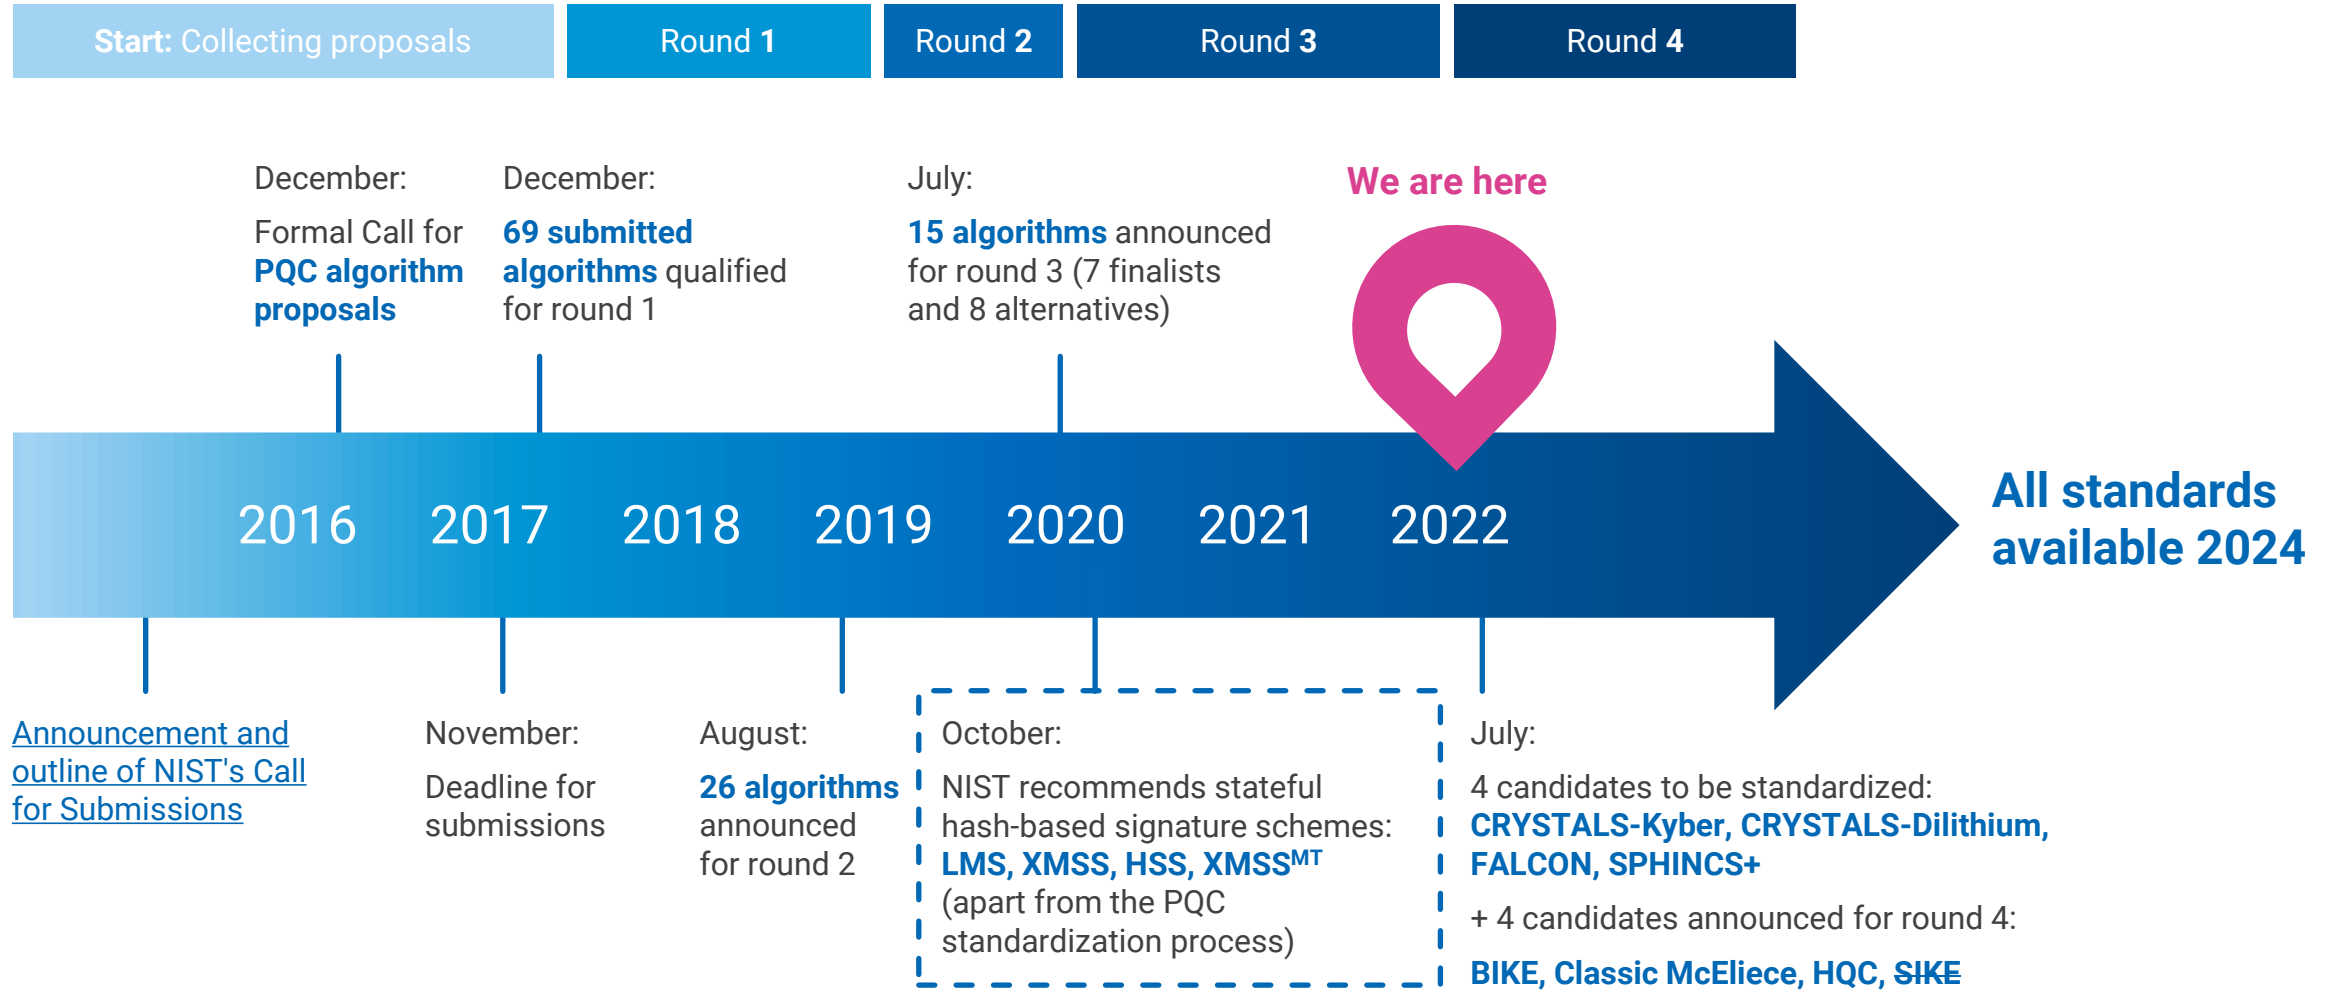 Start: Collecting proposals
Round 1
Round 2
Round 3
Round 4
December:
Formal Call for
PQC algorithm
proposals
December:
69 submitted
algorithms qualified
for round 1
July:
15 algorithms announced
for round 3 (7 finalists
and 8 alternatives)
We are here
2016
2017
2018
2019
2020
2021
2022
All standards
available 2024
Announcement and
outline of NIST's Call
for Submissions
November:
Deadline for
submissions
August:
26 algorithms
announced
for round 2
October:
NIST recommends stateful
hash-based signature schemes:
LMS, XMSS, HSS, XMSSMT
(apart from the PQC
standardization process)
July:
4 candidates to be standardized:
CRYSTALS-Kyber, CRYSTALS-Dilithium,
FALCON, SPHINCS+
+ 4 candidates announced for round 4:
BIKE, Classic McEliece, HQC, SIKE